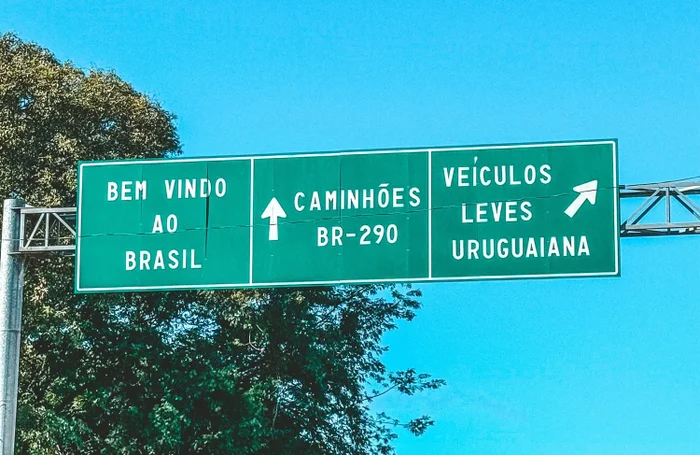 BEM VINDO
AO
BRASIL
CAMINHÕES
BR-290
VEÍCULOS
LEVES
URUGUAIANA